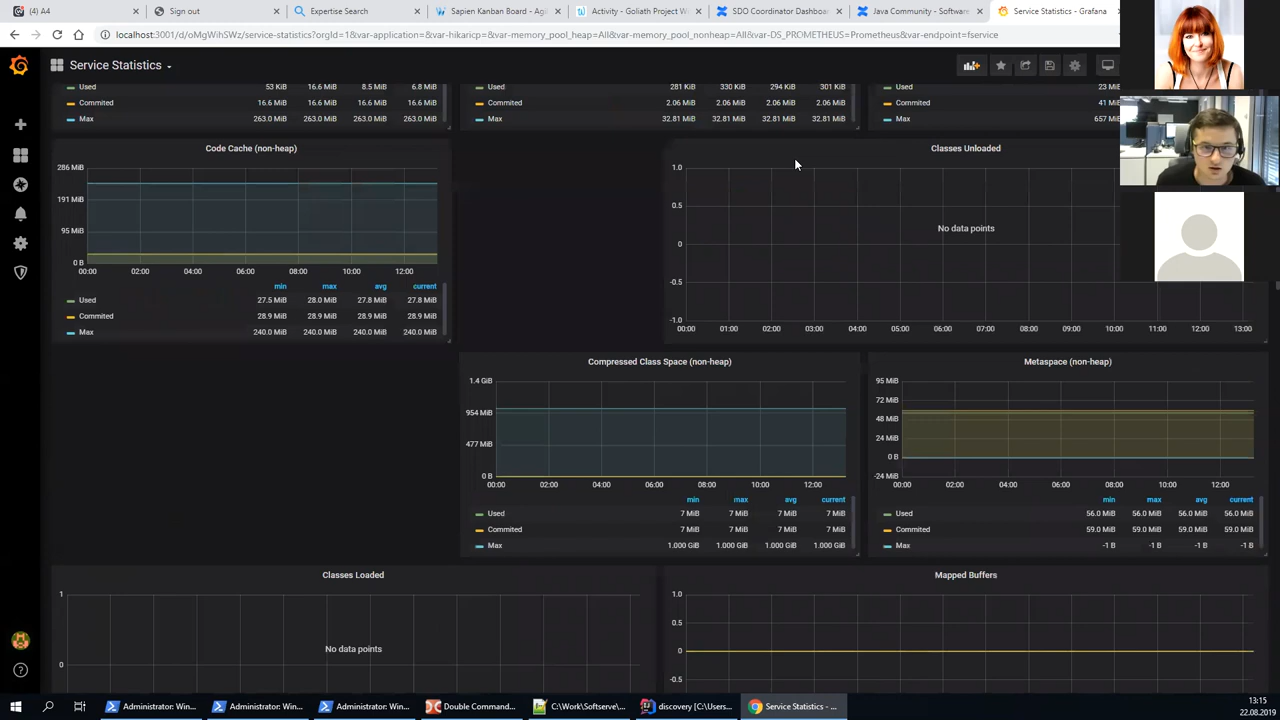 (4) A4
Sign out
Expertise Search
Sapien Kanban Board - Agi
Activity - Goliath Project W
SDO Coordinator Dashboa
Java Community - Softwar
Service Statistics - Grafana
localhost:3001/d/oMgWihSWz/service-statistics?orgId=1&var-application=&var-hikaricp=&var-memory_pool_heap=All&var-memory_pool_nonheap=All&var-DS_PROMETHEUS=Prometheus&var-endpoint=fservice
Service Statistics
Used 53 KiB 16.6 MiB 8.5 MiB 6.8 MiB
Commited 16.6 MiB 16.6 MiB 16.6 MiB 16.6 MiB
Max 263.0 MiB 263.0 MiB 263.0 MiB 263.0 MiB
281 KiB 330 KiB 294 KiB 301 KiB
2.06 MiB 2.06 MiB 2.06 MiB 2.06 MiB
32.81 MiB 32.81 MiB 32.81 MiB 32.81 MiB
Used 23 MiB
Commited 41 MiB
Max 657 MiB
Code Cache (non-heap)
286 MiB
191 MiB
95 MiB
0 B
00:00 02:00 04:00 06:00 08:00 10:00 12:00
min max avg current
Used 27.5 MiB 28.0 MiB 27.8 MiB 27.8 MiB
Commited 28.9 MiB 28.9 MiB 28.9 MiB 28.9 MiB
Max 240.0 MiB 240.0 MiB 240.0 MiB 240.0 MiB
Classes Unloaded
1.0
0.5
0
-0.5
-1.0
No data points
00:00 01:00 02:00 03:00 04:00 05:00 06:00 07:00 08:00 09:00 10:00 11:00 12:00 13:00
Compressed Class Space (non-heap)
1.4 GiB
954 MiB
477 MiB
0 B
00:00 02:00 04:00 06:00 08:00 10:00 12:00
min max avg current
Used 7 MiB 7 MiB 7 MiB 7 MiB
Commited 7 MiB 7 MiB 7 MiB 7 MiB
Max 1.000 GiB 1.000 GiB 1.000 GiB 1.000 GiB
Metaspace (non-heap)
95 MiB
72 MiB
48 MiB
24 MiB
0 B
-24 MiB
00:00 02:00 04:00 06:00 08:00 10:00 12:00
min max avg current
Used 56.0 MiB 56.0 MiB 56.0 MiB 56.0 MiB
Commited 59.0 MiB 59.0 MiB 59.0 MiB 59.0 MiB
Max -1 B -1 B -1 B -1 B
Classes Loaded
1
0
No data points
Mapped Buffers
1.0
0.5
0
-0.5
Administrator: Win...
Administrator: Win...
Administrator: Win...
Double Command...
C:\Work\Softserve...
discovery [C:\Users...
Service Statistics - ...
13:15
22.08.2019